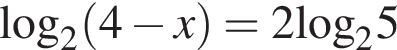 log₂(4 − x) = 2log₂5